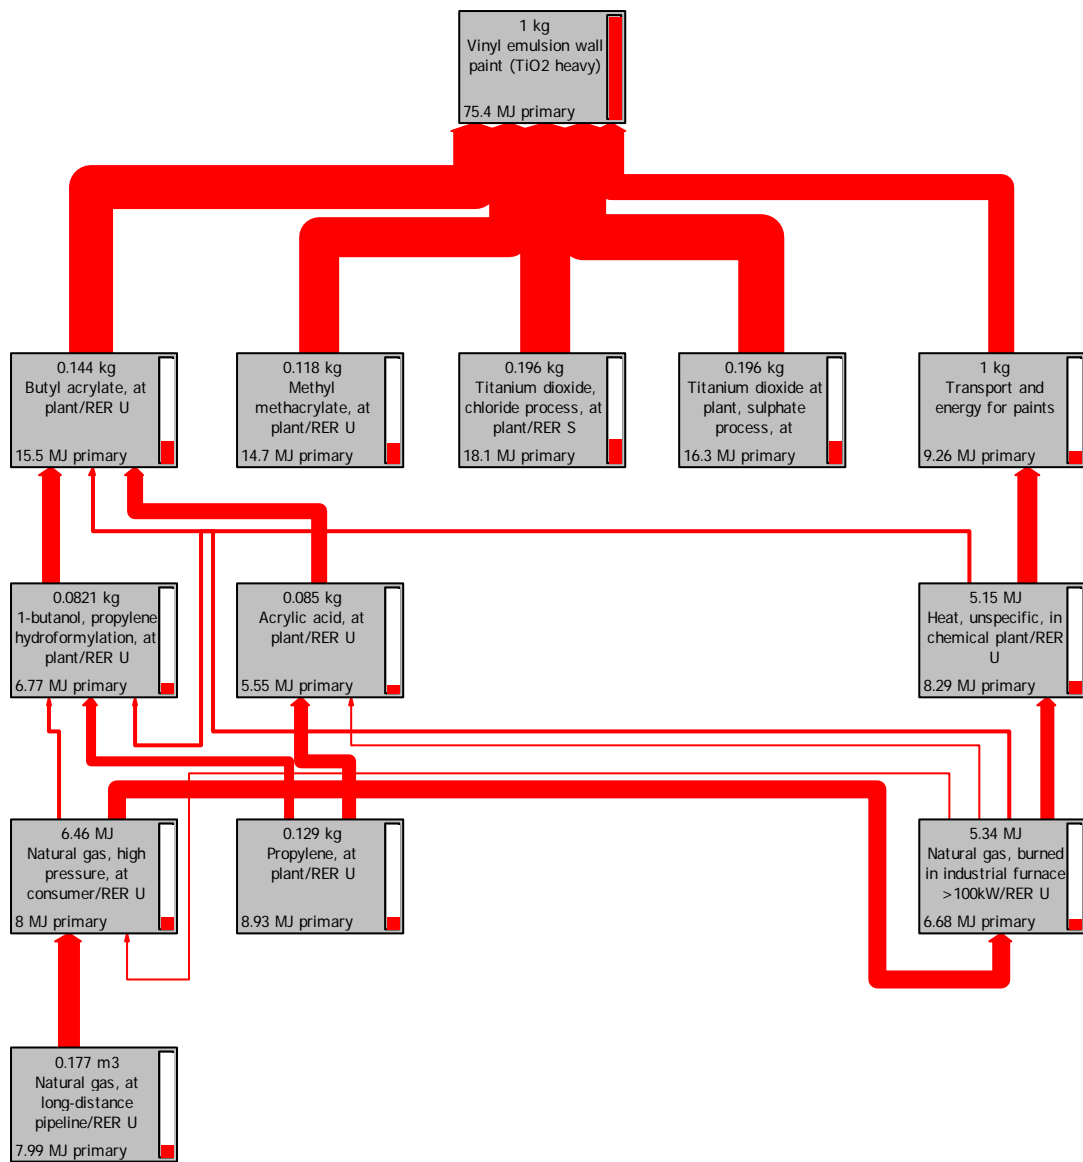 1 kg
Vinyl emulsion wall
paint (TiO2 heavy)
75.4 MJ primary
0.144 kg
Butyl acrylate, at
plant/RER U
15.5 MJ primary
0.118 kg
Methyl
methacrylate, at
plant/RER U
14.7 MJ primary
0.196 kg
Titanium dioxide,
chloride process, at
plant/RER S
18.1 MJ primary
0.196 kg
Titanium dioxide at
plant, sulphate
process, at
16.3 MJ primary
1 kg
Transport and
energy for paints
9.26 MJ primary
0.0821 kg
1-butanol, propylene
hydroformylation, at
plant/RER U
6.77 MJ primary
0.085 kg
Acrylic acid, at
plant/RER U
5.55 MJ primary
5.15 MJ
Heat, unspecific, in
chemical plant/RER
U
8.29 MJ primary
6.46 MJ
Natural gas, high
pressure, at
consumer/RER U
8 MJ primary
0.129 kg
Propylene, at
plant/RER U
8.93 MJ primary
5.34 MJ
Natural gas, burned
in industrial furnace
>100kW/RER U
6.68 MJ primary
0.177 m3
Natural gas, at
long-distance
pipeline/RER U
7.99 MJ primary